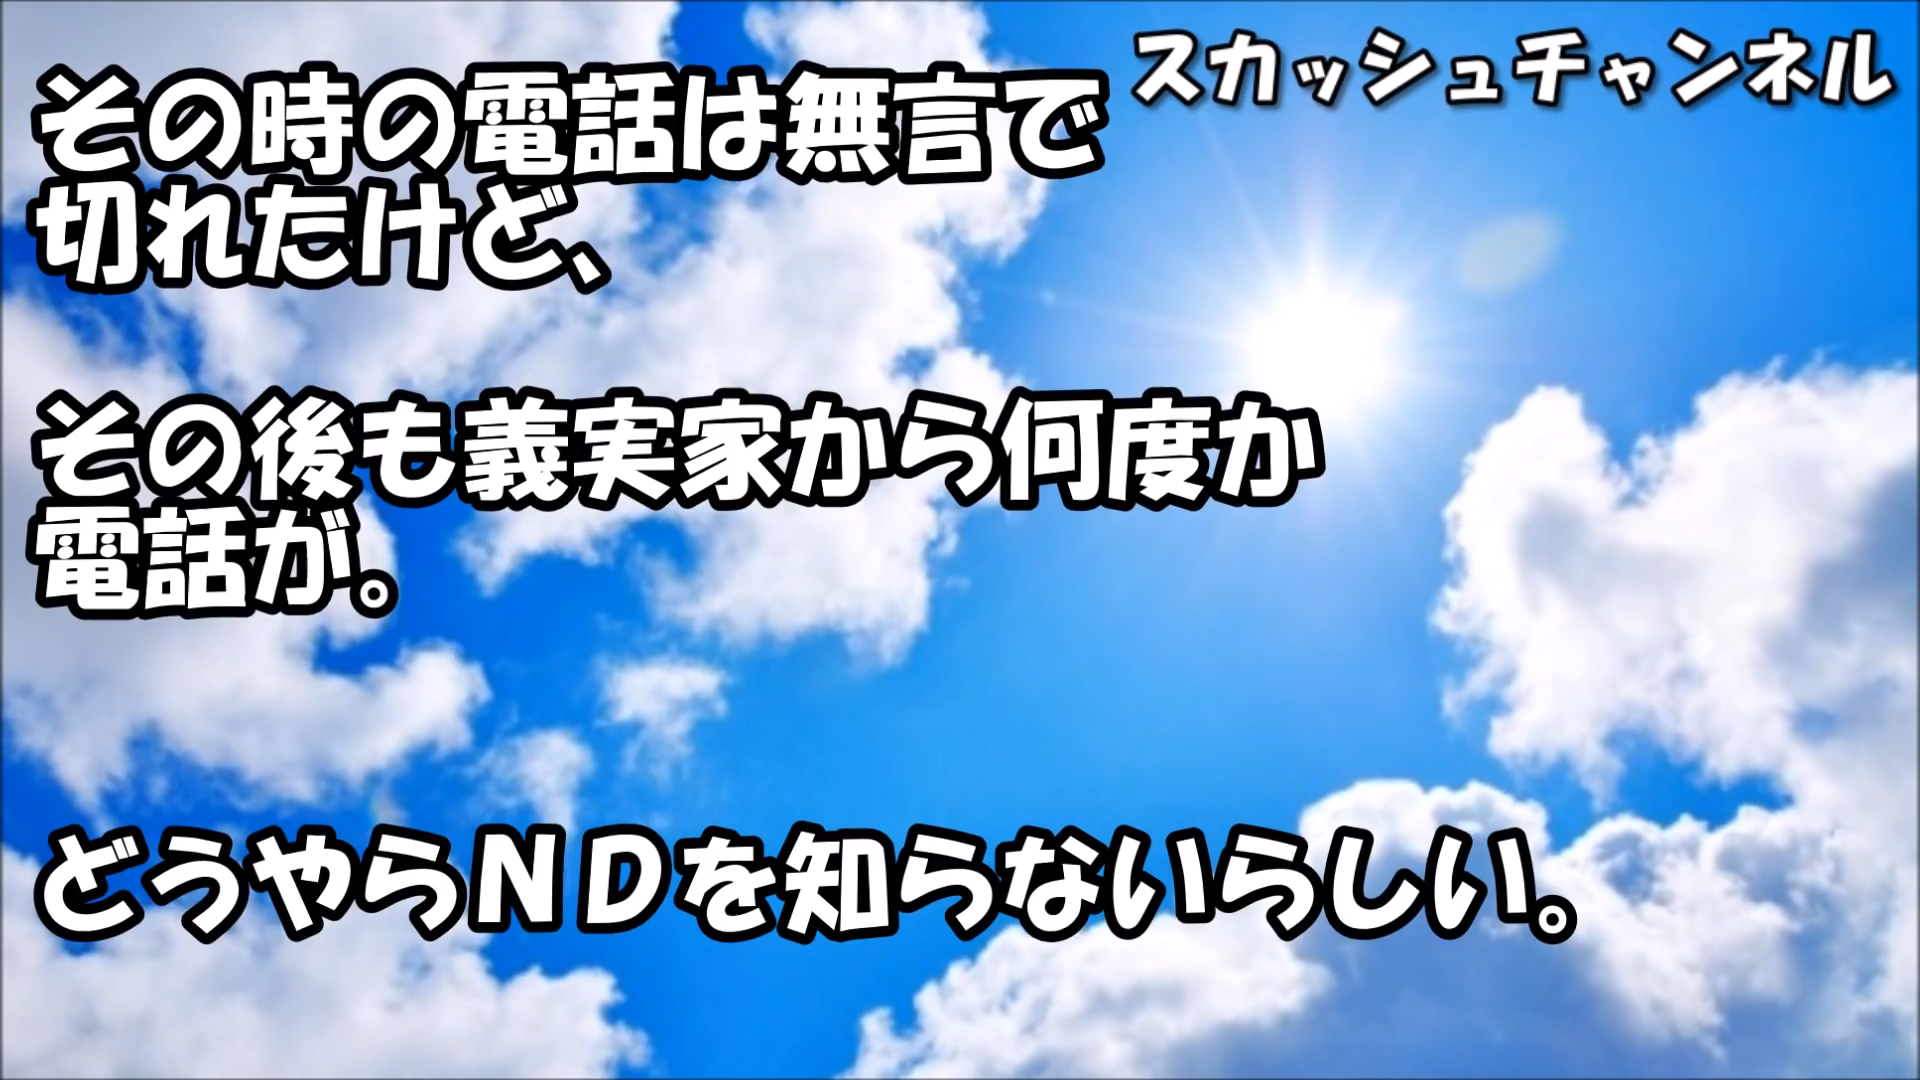 スカッシュチャンネル
その時の電話は無言で
切れたけど、
その後も義実家から何度か
電話が。
どうやらＮＤを知らないらしい。